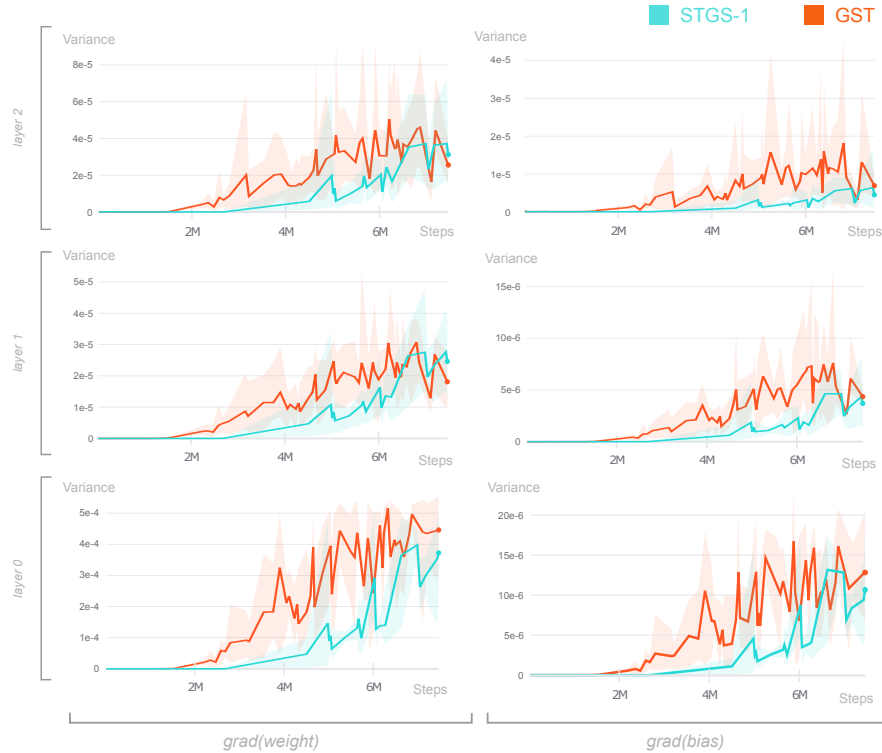 STGS-1 GST
Variance
8e-5
6e-5
4e-5
2e-5
0
2M 4M 6M Steps
Variance
4e-5
3e-5
2e-5
1e-5
0
2M 4M 6M Steps
layer 2
Variance
5e-5
4e-5
3e-5
2e-5
1e-5
0
2M 4M 6M Steps
Variance
15e-6
10e-6
5e-6
0
2M 4M 6M Steps
layer 1
Variance
5e-4
4e-4
3e-4
2e-4
1e-4
0
2M 4M 6M Steps
Variance
20e-6
15e-6
10e-6
5e-6
0
2M 4M 6M Steps
layer 0
grad(weight)
grad(bias)